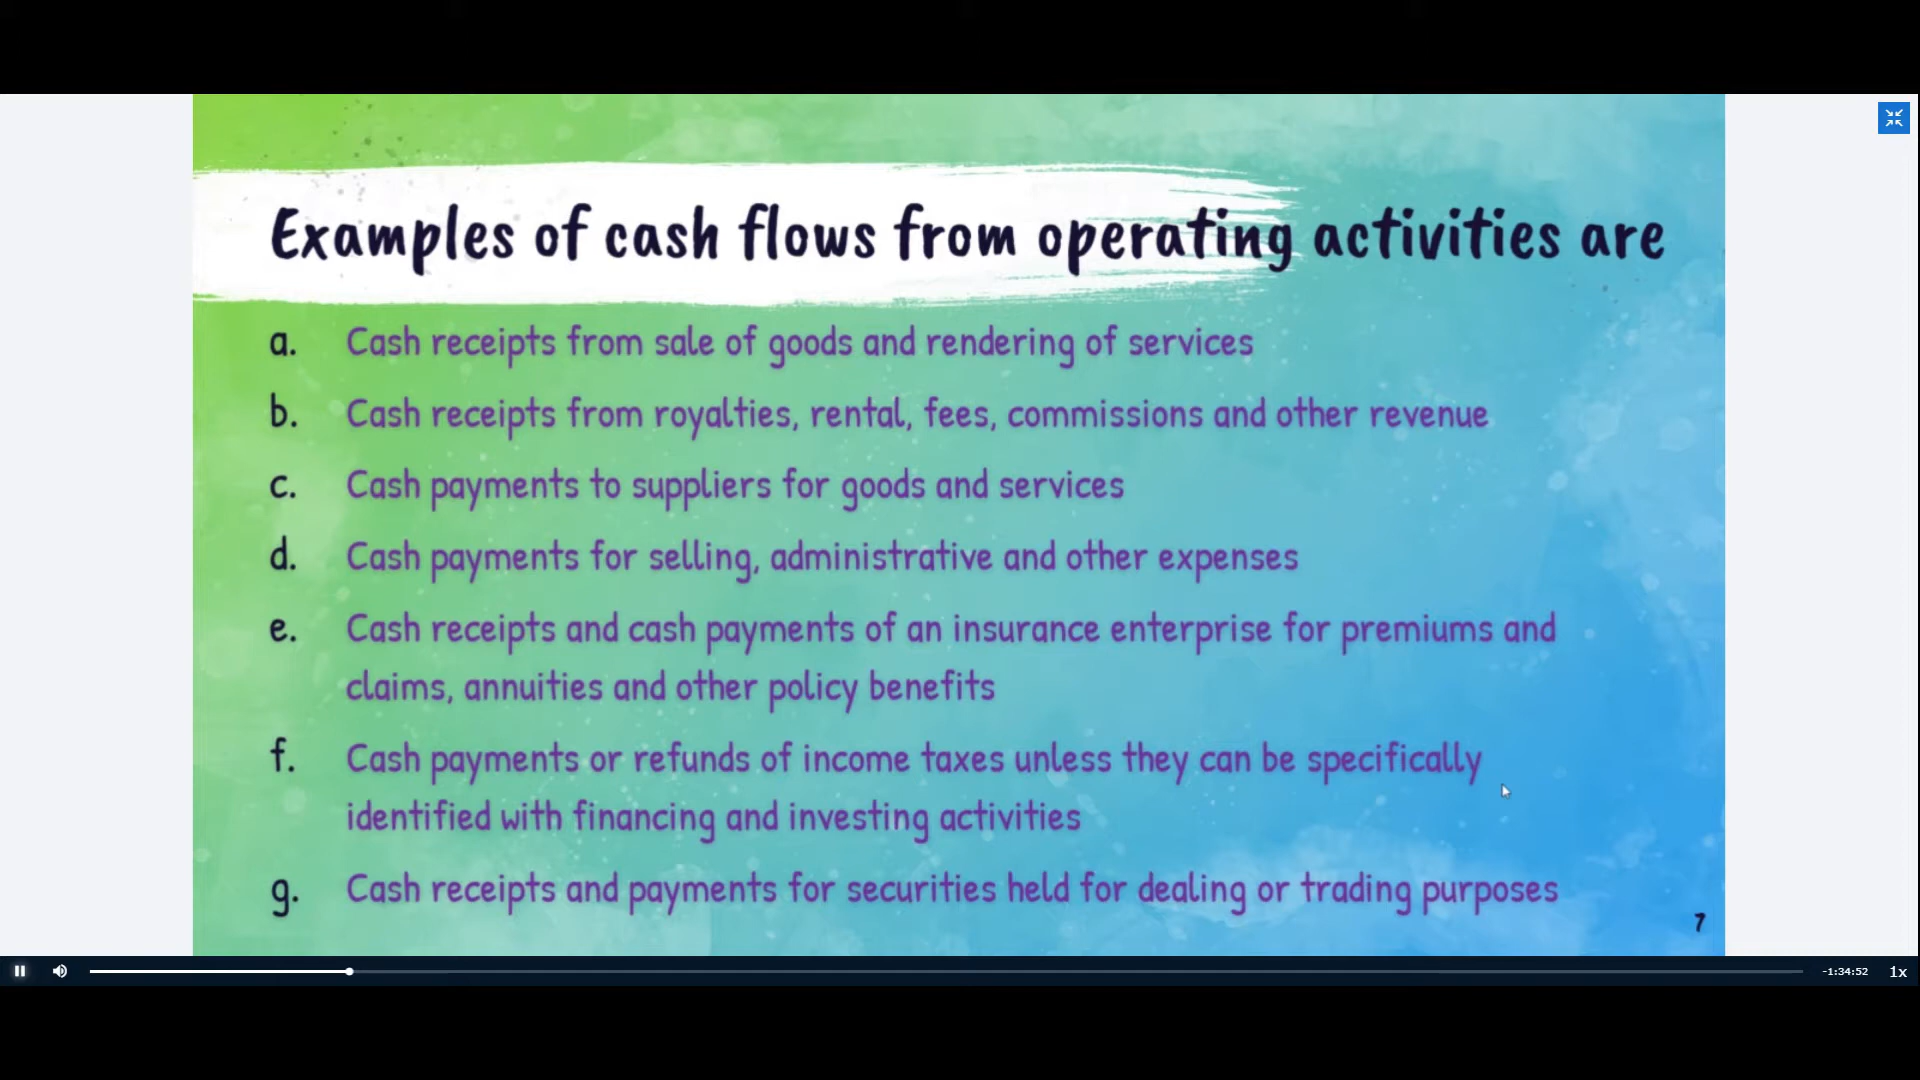 Examples of cash flows from operating activities are
a. Cash receipts from sale of goods and rendering of services
b. Cash receipts from royalties, rental, fees, commissions and other revenue
c. Cash payments to suppliers for goods and services
d. Cash payments for selling, administrative and other expenses
e. Cash receipts and cash payments of an insurance enterprise for premiums and
claims, annuities and other policy benefits
f. Cash payments or refunds of income taxes unless they can be specifically
identified with financing and investing activities
g. Cash receipts and payments for securities held for dealing or trading purposes
7
-1:34:52 1x